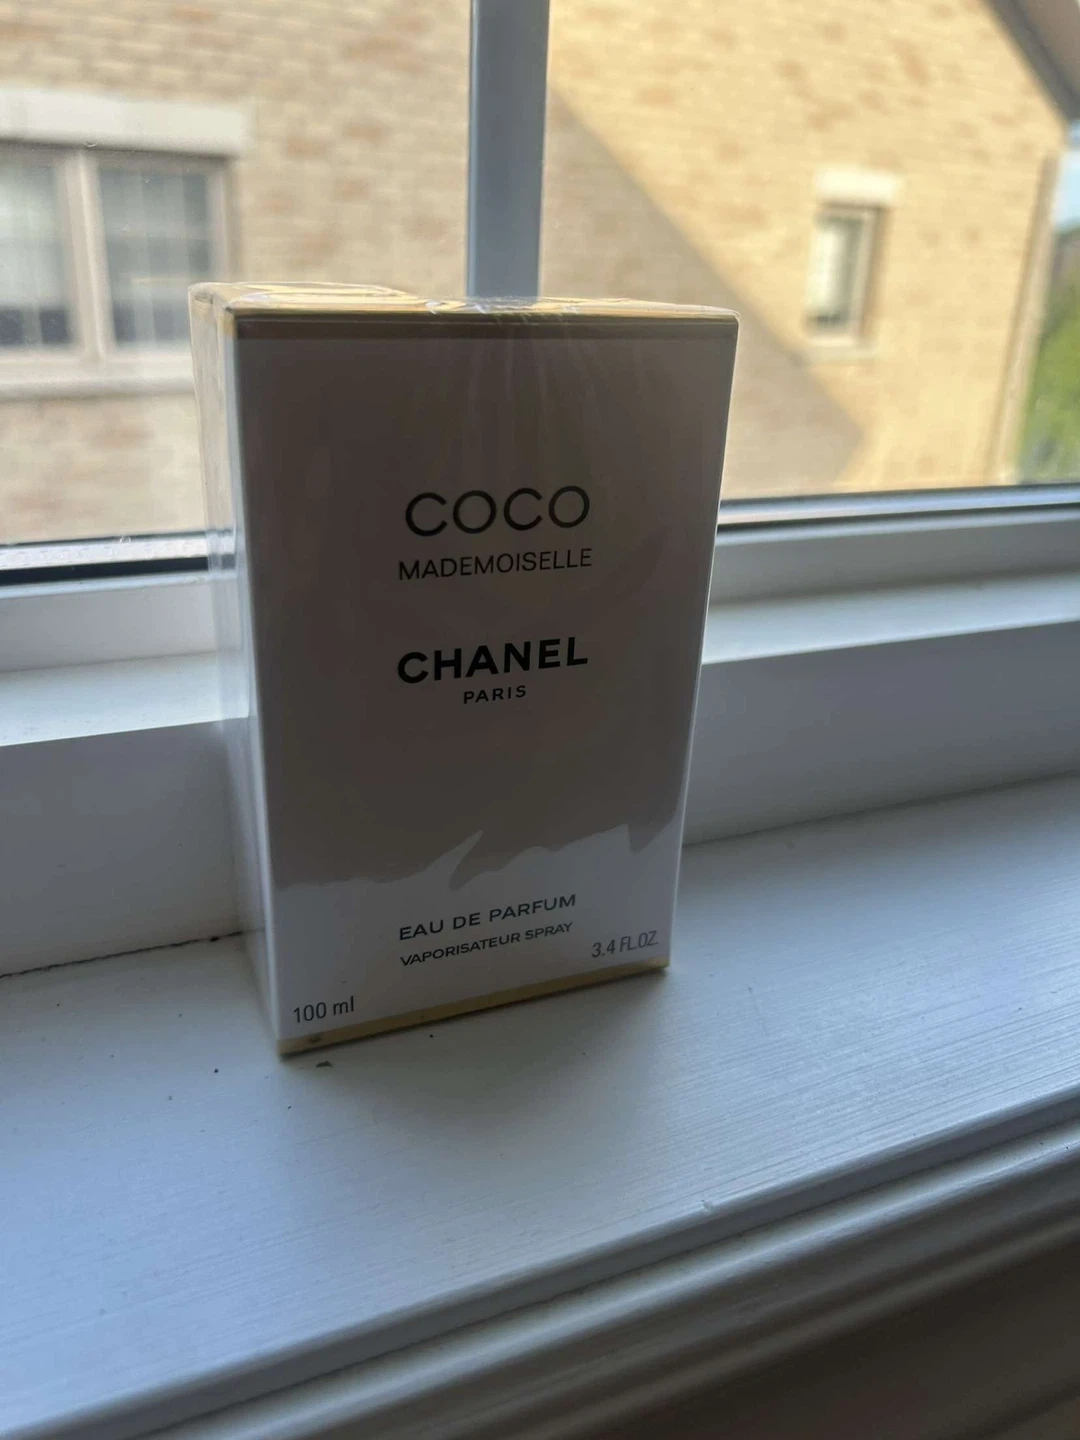 COCO
MADEMOISELLE
CHANEL
PARIS
EAU DE PARFUM
VAPORISATEUR SPRAY
100 ml
3.4 FL.OZ.